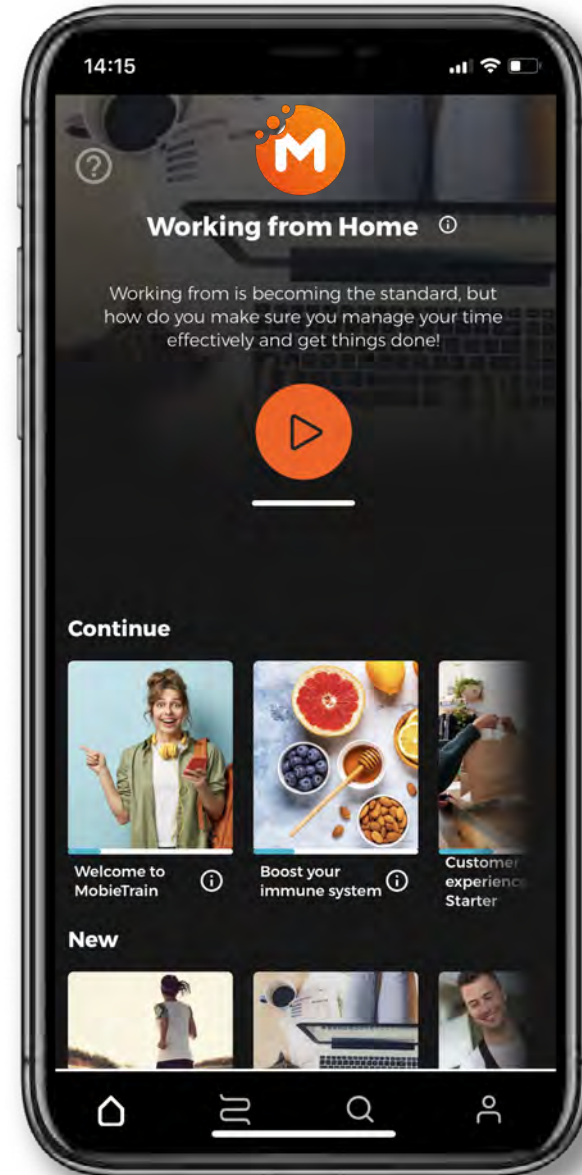 14:15
M
Working from Home
Working from is becoming the standard, but
how do you make sure you manage your time
effectively and get things done!
Continue
Welcome to
MobieTrain
Boost your
immune system
Customer
experience
Starter
New